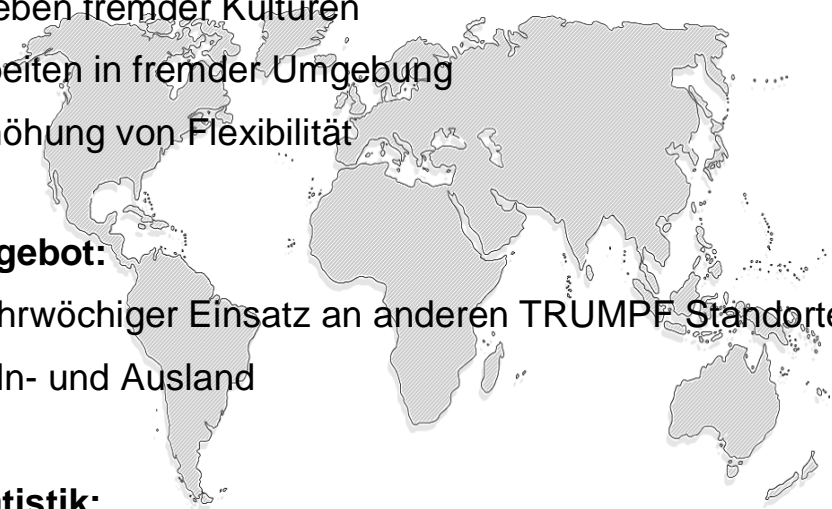 eben fremder Kulturen
eiten in fremder Umgebung
höhung von Flexibilität
gebot:
hrwöchiger Einsatz an anderen TRUMPF Standorte
In- und Ausland
tistik: